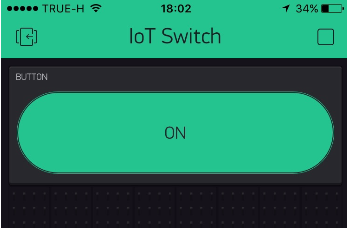 TRUE-H 18:02 34%
IoT Switch
BUTTON
ON